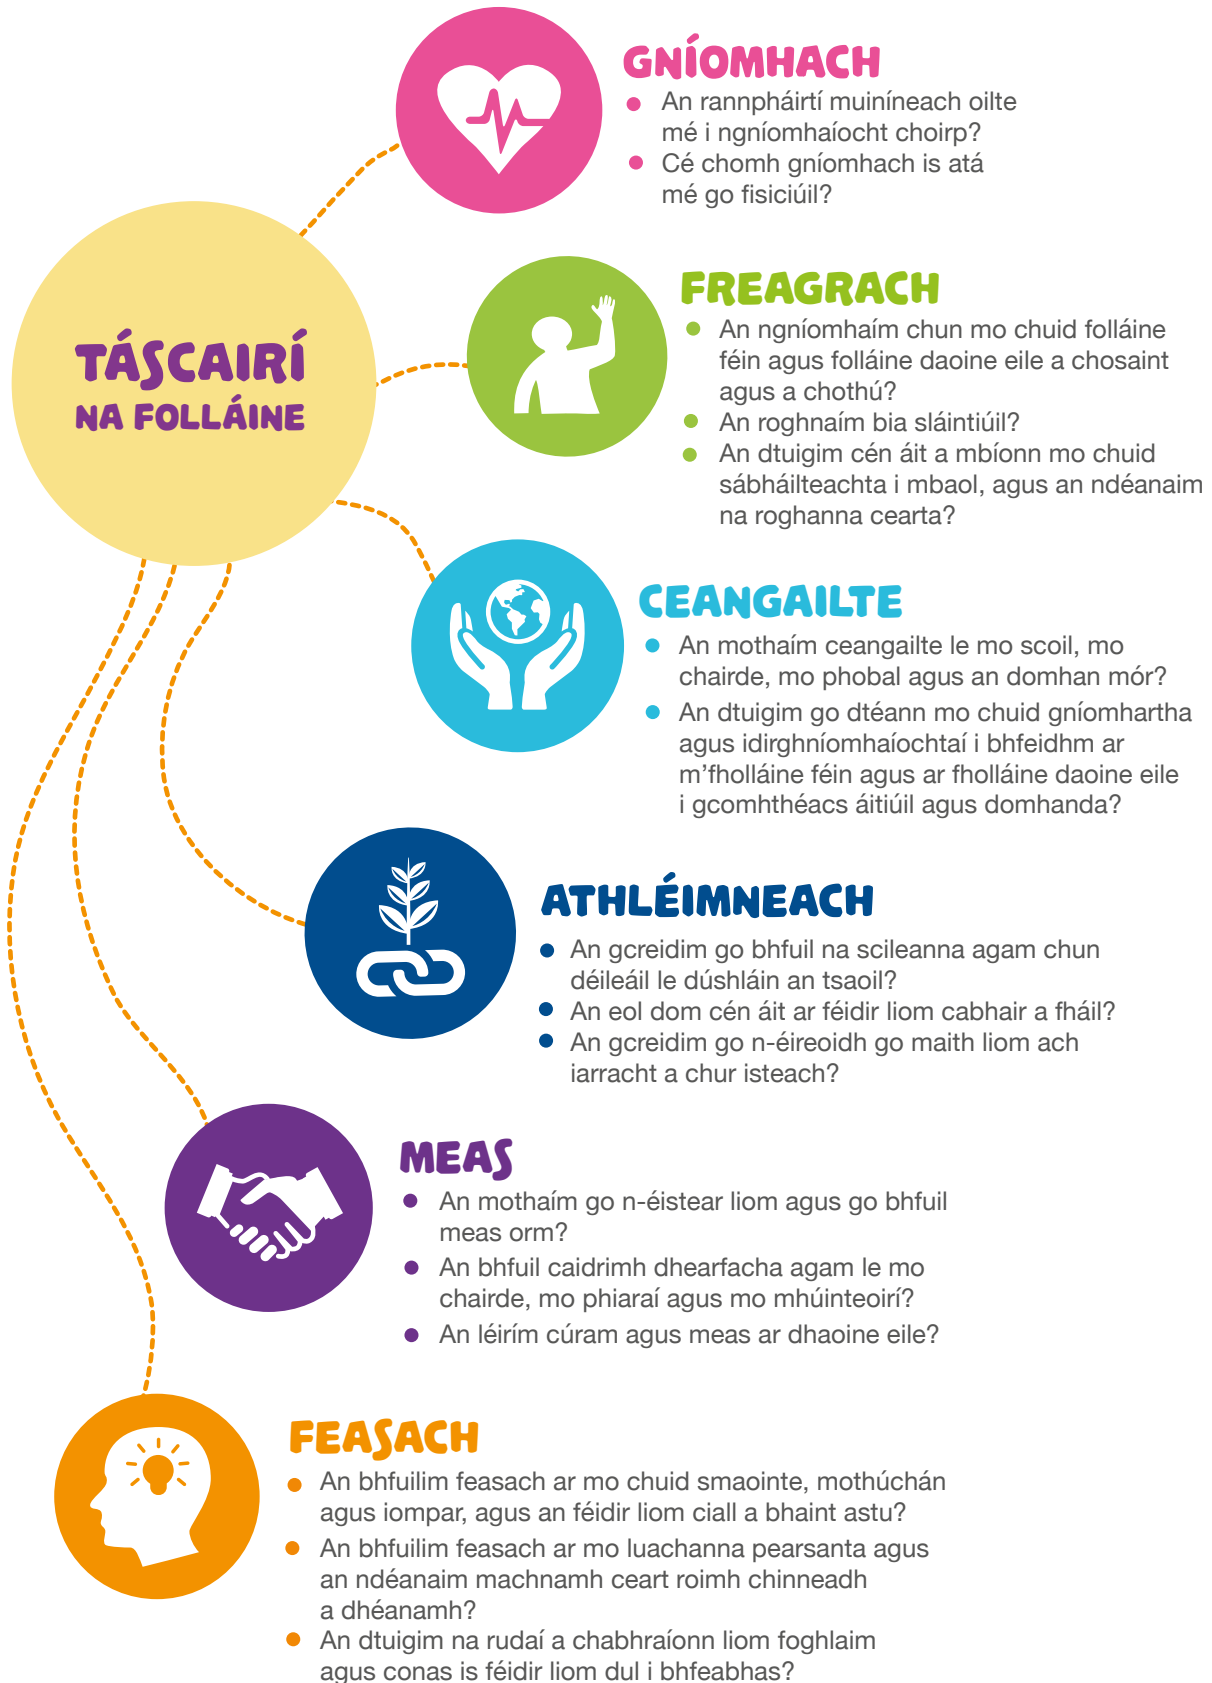 GNÍOMHACH
An rannpháirtí muiníneach oilte
mé i ngníomhaíocht choirp?
Cé chomh gníomhach is atá
mé go fisiciúil?
TÁSCAIRÍ
NA FOLLÁINE
FREAGRACH
An ngníomhaím chun mo chuid folláine
féin agus folláine daoine eile a chosaint
agus a chothú?
An roghnaím bia sláintiúil?
An dtuigim cén áit a mbíonn mo chuid
sábháilteachta i mbaol, agus an ndéanaim
na roghanna cearta?
CEANGAILTE
An mothaím ceangailte le mo scoil, mo
chairde, mo phobal agus an domhan mór?
An dtuigim go dtéann mo chuid gníomhartha
agus idirghníomhaíochtaí i bhfeidhm ar
m'fholláine féin agus ar fholláine daoine eile
i gcomhthéacs áitiúil agus domhanda?
ATHLÉIMNEACH
An gcreidim go bhfuil na scileanna agam chun
déileáil le dúshláin an tsaoil?
An eol dom cén áit ar féidir liom cabhair a fháil?
An gcreidim go n-éireoidh go maith liom ach
iarracht a chur isteach?
MEAS
An mothaím go n-éistear liom agus go bhfuil
meas orm?
An bhfuil caidrimh dhearfacha agam le mo
chairde, mo phiaraí agus mo mhúinteoirí?
An léirím cúram agus meas ar dhaoine eile?
FEASACH
An bhfuilim feasach ar mo chuid smaointe, mothúchán
agus iompar, agus an féidir liom ciall a bhaint astu?
An bhfuilim feasach ar mo luachanna pearsanta agus
an ndéanaim machnamh ceart roimh chinneadh
a dhéanamh?
An dtuigim na rudaí a chabhraíonn liom foghlaim
agus conas is féidir liom dul i bhfeabhas?